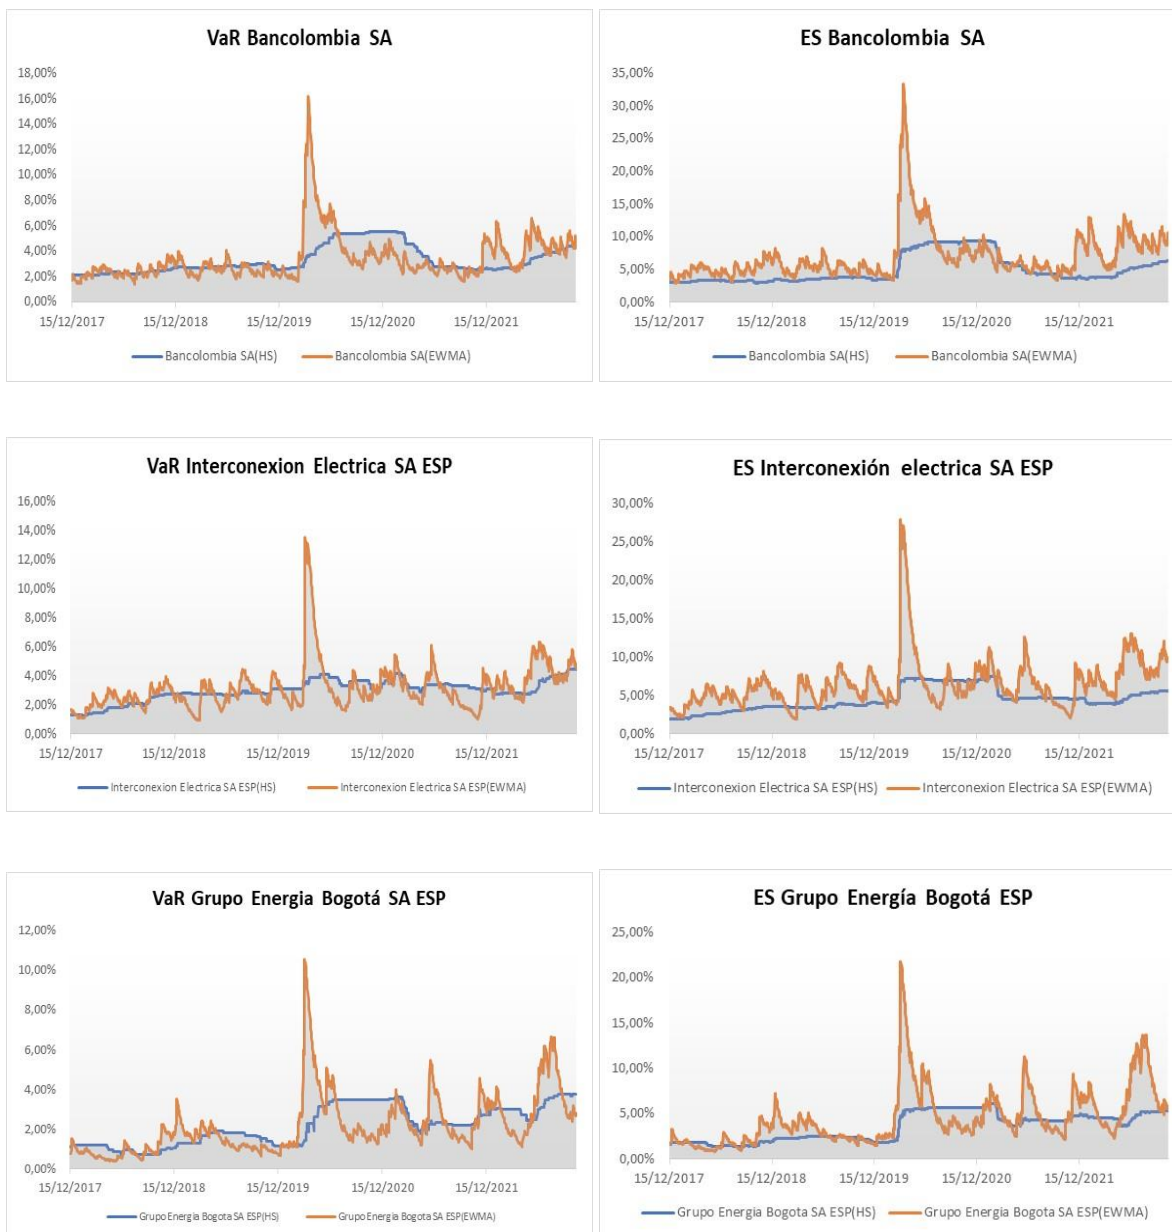 VaR Bancolombia SA
18,00%
16,00%
14,00%
12,00%
10,00%
8,00%
6,00%
4,00%
2,00%
0,00%
15/12/2017 15/12/2018 15/12/2019 15/12/2020 15/12/2021
Bancolombia SA(HS) Bancolombia SA(EWMA)
ES Bancolombia SA
35,00%
30,00%
25,00%
20,00%
15,00%
10,00%
5,00%
0,00%
15/12/2017 15/12/2018 15/12/2019 15/12/2020 15/12/2021
Bancolombia SA(HS) Bancolombia SA(EWMA)
VaR Interconexion Electrica SA ESP
16,00%
14,00%
12,00%
10,00%
8,00%
6,00%
4,00%
2,00%
0,00%
15/12/2017 15/12/2018 15/12/2019 15/12/2020 15/12/2021
Interconexion Electrica SA ESP(HS) Interconexion Electrica SA ESP(EWMA)
ES Interconexión electrica SA ESP
30,00%
25,00%
20,00%
15,00%
10,00%
5,00%
0,00%
15/12/2017 15/12/2018 15/12/2019 15/12/2020 15/12/2021
Interconexion Electrica SA ESP(HS) Interconexion Electrica SA ESP(EWMA)
VaR Grupo Energia Bogotá SA ESP
12,00%
10,00%
8,00%
6,00%
4,00%
2,00%
0,00%
15/12/2017 15/12/2018 15/12/2019 15/12/2020 15/12/2021
Grupo Energia Bogota SA ESP(HS) Grupo Energia Bogota SA ESP(EWMA)
ES Grupo Energía Bogotá ESP
25,00%
20,00%
15,00%
10,00%
5,00%
0,00%
15/12/2017 15/12/2018 15/12/2019 15/12/2020 15/12/2021
Grupo Energia Bogota SA ESP(HS) Grupo Energia Bogota SA ESP(EWMA)